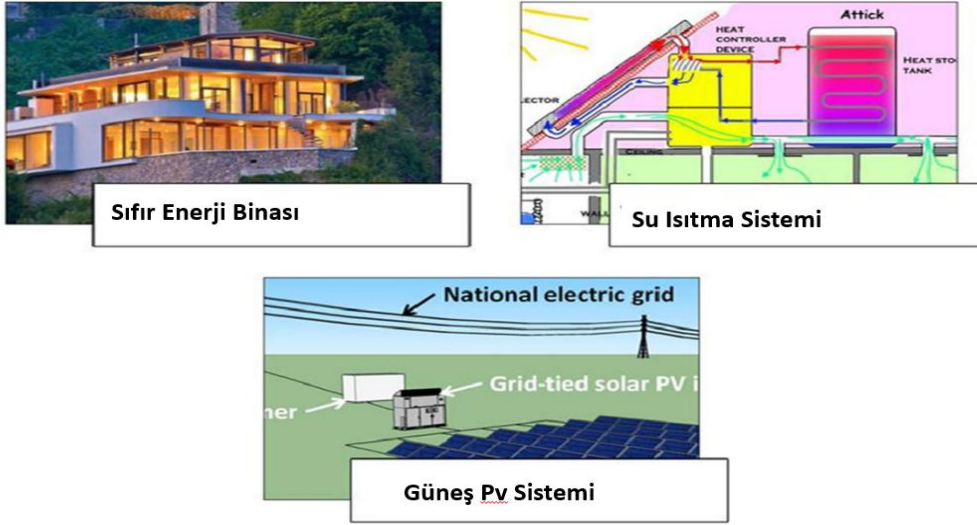 Attick
HEAT
CONTROLLER
DEVICE
HEAT STO
TANK
LECTOR
CEILING
WALL
Sıfır Enerji Binası
Su Isıtma Sistemi
National electric grid
Grid-tied solar PV i
ner
Güneş Pv Sistemi